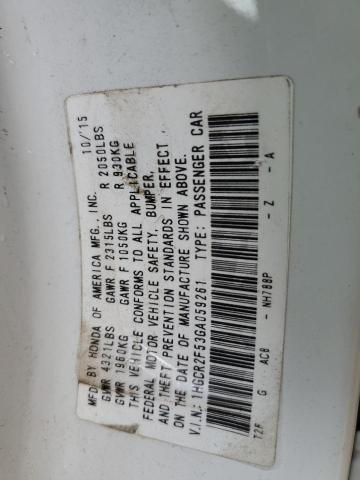 MFD. BY HONDA OF AMERICA MFG., INC. 10/'15
GVWR 4321LBS GAWR F 2315LBS R 2050LBS
GVWR 1960KG GAWR F 1050KG R 930KG
THIS VEHICLE CONFORMS TO ALL APPLICABLE
FEDERAL MOTOR VEHICLE SAFETY, BUMPER,
AND THEFT PREVENTION STANDARDS IN EFFECT
ON THE DATE OF MANUFACTURE SHOWN ABOVE.
V.I.N.: 1HGCR2F53GA059261 TYPE: PASSENGER CAR
T2F G AC8 - NH788P - Z - A